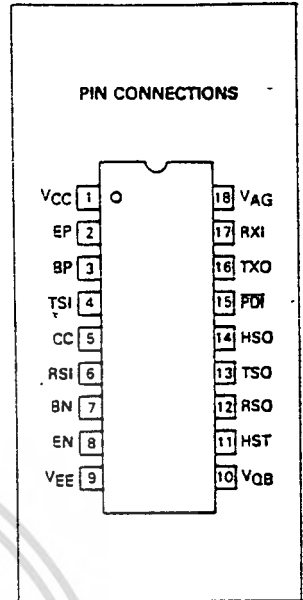 PIN CONNECTIONS
VCC 1 18 VAG
EP 2 17 RXI
BP 3 16 TXO
TSI 4 15 PDI
CC 5 14 HSO
RSI 6 13 TSO
BN 7 12 RSO
EN 8 11 HST
VEE 9 10 VQB